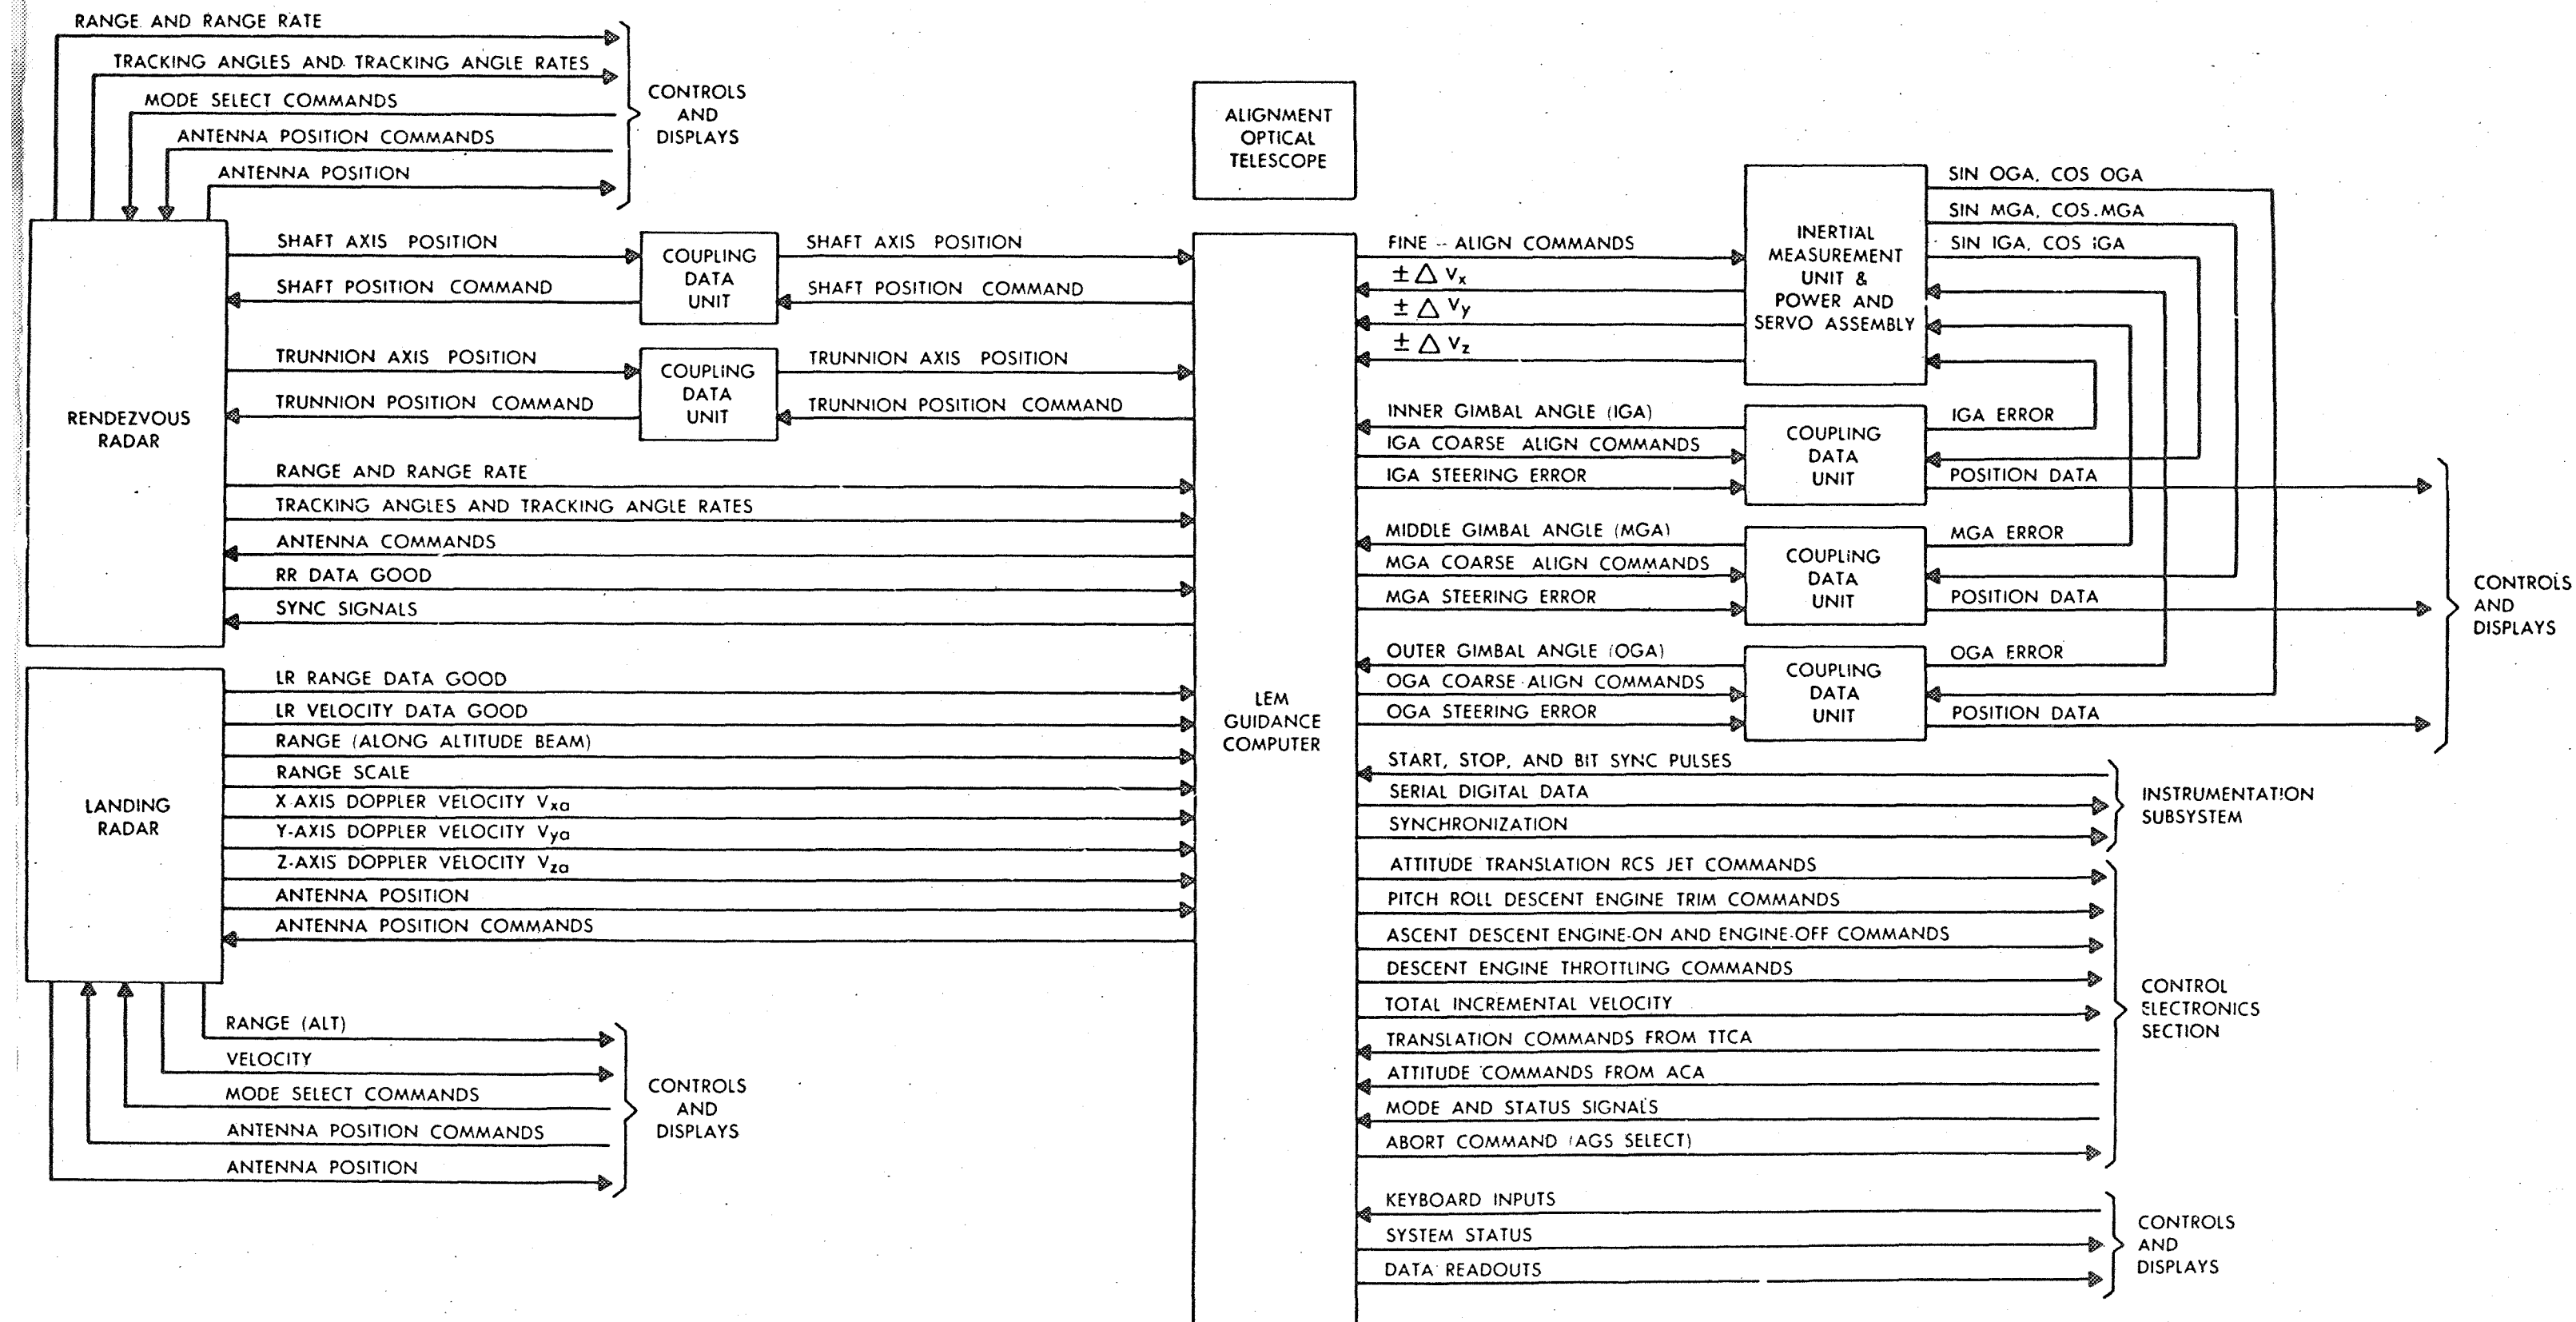 RANGE AND RANGE RATE
TRACKING ANGLES AND TRACKING ANGLE RATES
MODE SELECT COMMANDS
ANTENNA POSITION COMMANDS
ANTENNA POSITION
CONTROLS
AND
DISPLAYS
RENDEZVOUS
RADAR
SHAFT AXIS POSITION
SHAFT POSITION COMMAND
COUPLING
DATA
UNIT
SHAFT AXIS POSITION
SHAFT POSITION COMMAND
TRUNNION AXIS POSITION
TRUNNION POSITION COMMAND
COUPLING
DATA
UNIT
TRUNNION AXIS POSITION
TRUNNION POSITION COMMAND
RANGE AND RANGE RATE
TRACKING ANGLES AND TRACKING ANGLE RATES
ANTENNA COMMANDS
RR DATA GOOD
SYNC SIGNALS
LANDING
RADAR
LR RANGE DATA GOOD
LR VELOCITY DATA GOOD
RANGE (ALONG ALTITUDE BEAM)
RANGE SCALE
X-AXIS DOPPLER VELOCITY Vxa
Y-AXIS DOPPLER VELOCITY Vya
Z-AXIS DOPPLER VELOCITY Vza
ANTENNA POSITION
ANTENNA POSITION COMMANDS
RANGE (ALT)
VELOCITY
MODE SELECT COMMANDS
ANTENNA POSITION COMMANDS
ANTENNA POSITION
CONTROLS
AND
DISPLAYS
ALIGNMENT
OPTICAL
TELESCOPE
LEM
GUIDANCE
COMPUTER
FINE - ALIGN COMMANDS
± Δ Vx
± Δ Vy
± Δ Vz
INERTIAL
MEASUREMENT
UNIT &
POWER AND
SERVO ASSEMBLY
SIN OGA, COS OGA
SIN MGA, COS MGA
SIN IGA, COS IGA
INNER GIMBAL ANGLE (IGA)
IGA COARSE ALIGN COMMANDS
IGA STEERING ERROR
COUPLING
DATA
UNIT
IGA ERROR
POSITION DATA
MIDDLE GIMBAL ANGLE (MGA)
MGA COARSE ALIGN COMMANDS
MGA STEERING ERROR
COUPLING
DATA
UNIT
MGA ERROR
POSITION DATA
OUTER GIMBAL ANGLE (OGA)
OGA COARSE ALIGN COMMANDS
OGA STEERING ERROR
COUPLING
DATA
UNIT
OGA ERROR
POSITION DATA
CONTROLS
AND
DISPLAYS
START, STOP, AND BIT SYNC PULSES
SERIAL DIGITAL DATA
SYNCHRONIZATION
INSTRUMENTATION
SUBSYSTEM
ATTITUDE TRANSLATION RCS JET COMMANDS
PITCH ROLL DESCENT ENGINE TRIM COMMANDS
ASCENT DESCENT ENGINE-ON AND ENGINE-OFF COMMANDS
DESCENT ENGINE THROTTLING COMMANDS
TOTAL INCREMENTAL VELOCITY
TRANSLATION COMMANDS FROM TTCA
ATTITUDE COMMANDS FROM ACA
MODE AND STATUS SIGNALS
ABORT COMMAND (AGS SELECT)
CONTROL
ELECTRONICS
SECTION
KEYBOARD INPUTS
SYSTEM STATUS
DATA READOUTS
CONTROLS
AND
DISPLAYS